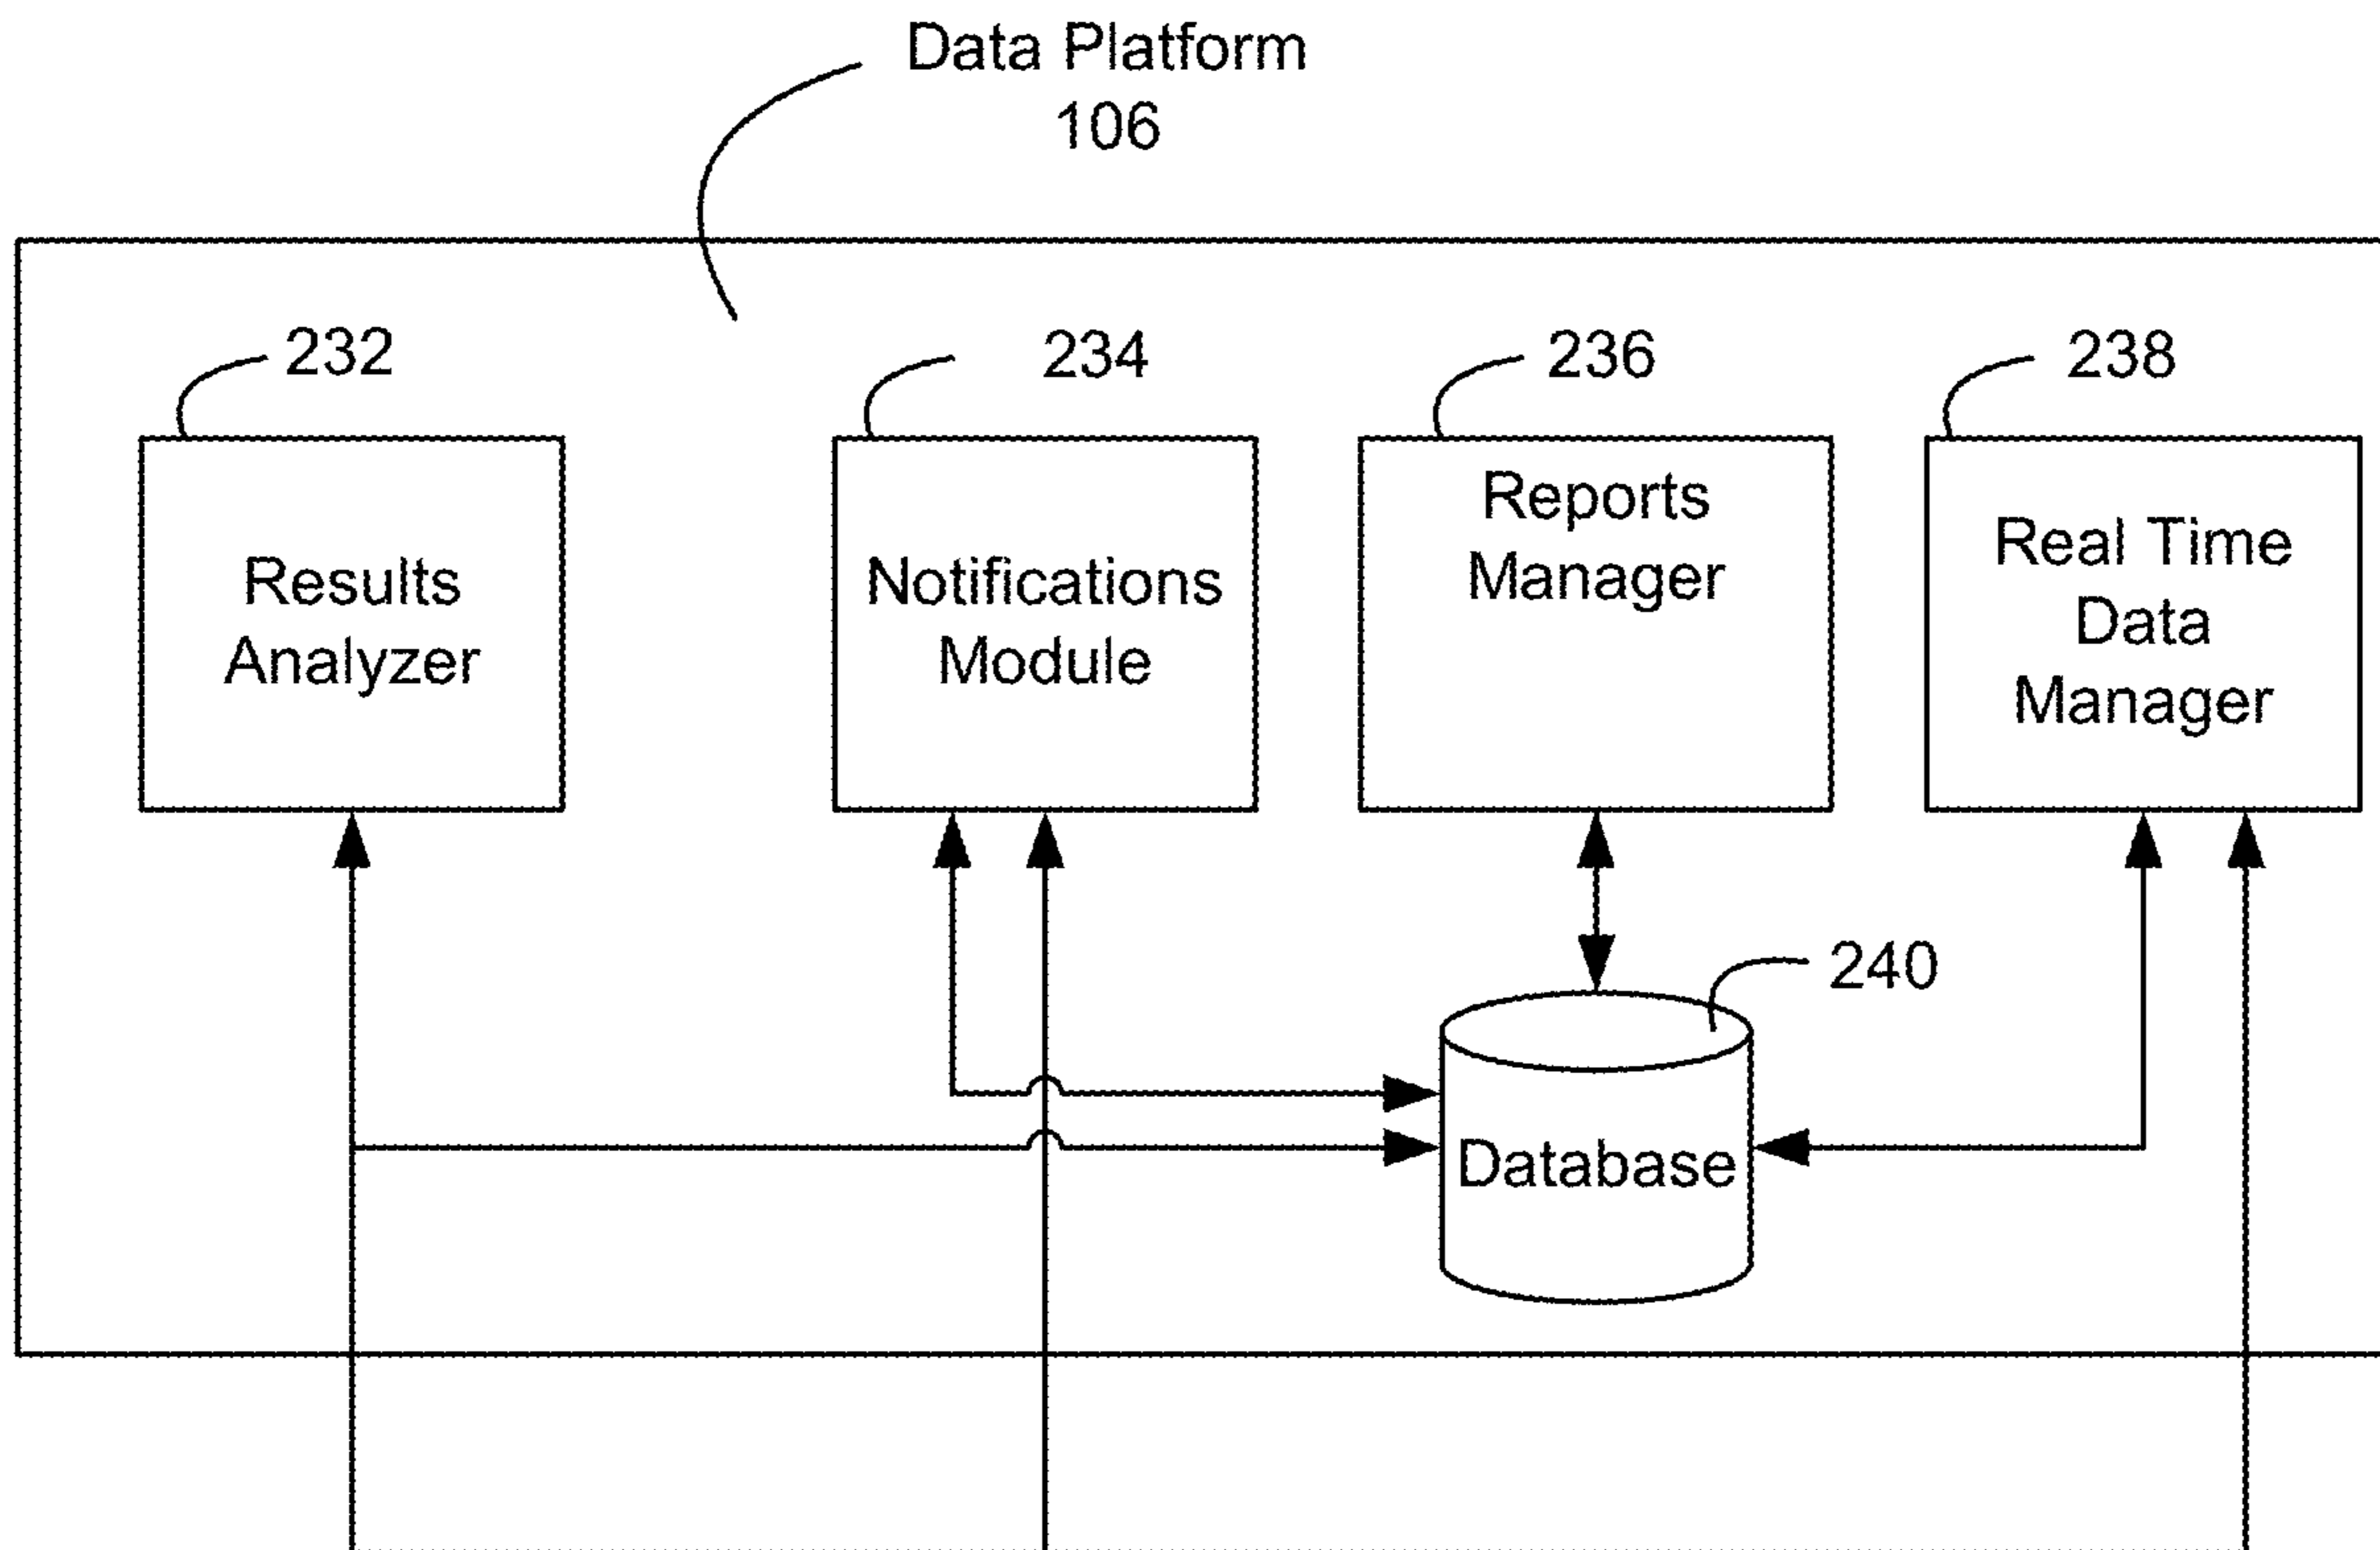 Data Platform
106
232
234
236
238
Results
Analyzer
Notifications
Module
Reports
Manager
Real Time
Data
Manager
240
Database